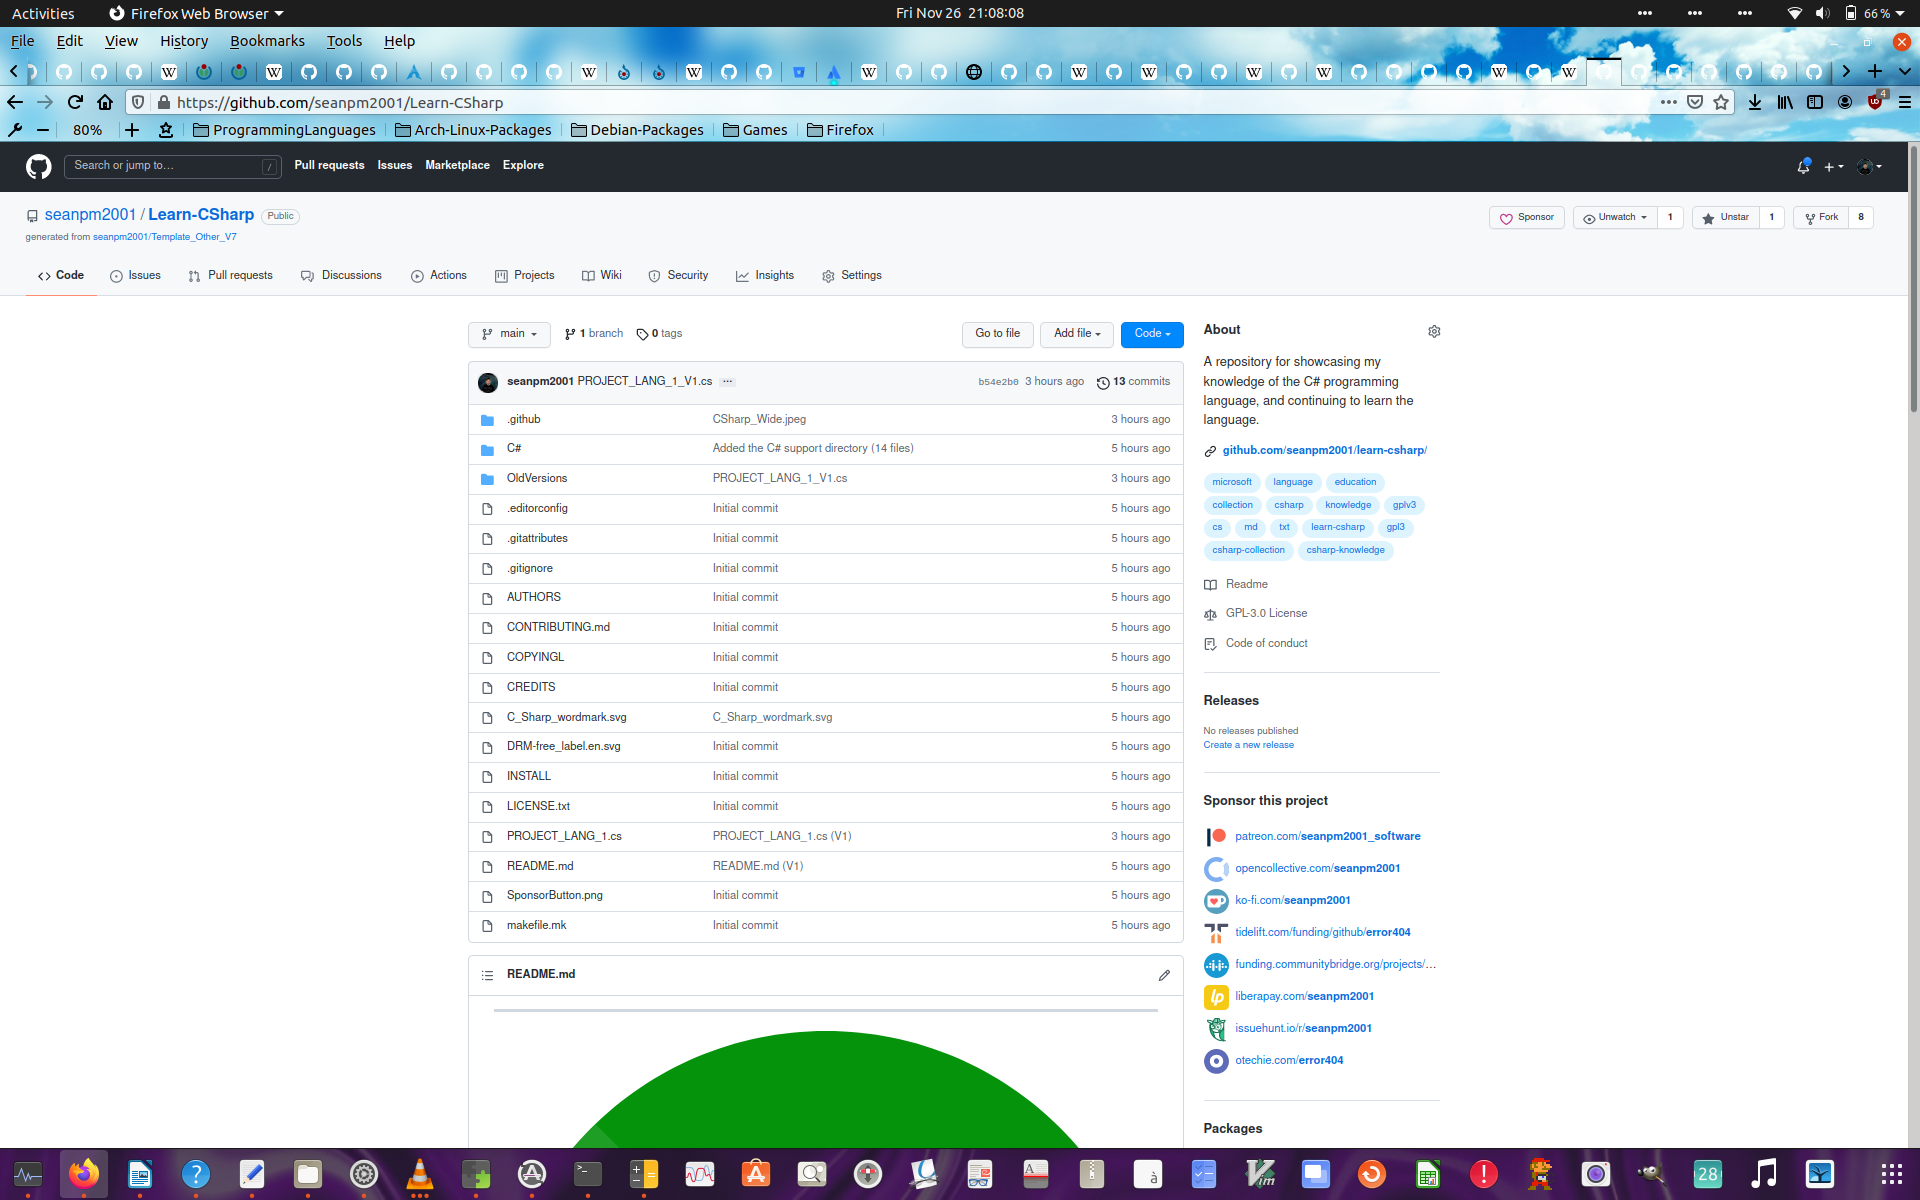 Activities Firefox Web Browser Fri Nov 26 21:08:08 66 %
File Edit View History Bookmarks Tools Help
https://github.com/seanpm2001/Learn-CSharp 4
80% ProgrammingLanguages Arch-Linux-Packages Debian-Packages Games Firefox
Search or jump to… / Pull requests Issues Marketplace Explore
seanpm2001 / Learn-CSharp Public Sponsor Unwatch 1 Unstar 1 Fork 8
generated from seanpm2001/Template_Other_V7
Code Issues Pull requests Discussions Actions Projects Wiki Security Insights Settings
main 1 branch 0 tags Go to file Add file Code
seanpm2001 PROJECT_LANG_1_V1.cs ... b54e2b0 3 hours ago 13 commits
.github CSharp_Wide.jpeg 3 hours ago
C# Added the C# support directory (14 files) 5 hours ago
OldVersions PROJECT_LANG_1_V1.cs 3 hours ago
.editorconfig Initial commit 5 hours ago
.gitattributes Initial commit 5 hours ago
.gitignore Initial commit 5 hours ago
AUTHORS Initial commit 5 hours ago
CONTRIBUTING.md Initial commit 5 hours ago
COPYINGL Initial commit 5 hours ago
CREDITS Initial commit 5 hours ago
C_Sharp_wordmark.svg C_Sharp_wordmark.svg 5 hours ago
DRM-free_label.en.svg Initial commit 5 hours ago
INSTALL Initial commit 5 hours ago
LICENSE.txt Initial commit 5 hours ago
PROJECT_LANG_1.cs PROJECT_LANG_1.cs (V1) 3 hours ago
README.md README.md (V1) 5 hours ago
SponsorButton.png Initial commit 5 hours ago
makefile.mk Initial commit 5 hours ago
README.md
About
A repository for showcasing my
knowledge of the C# programming
language, and continuing to learn the
language.
github.com/seanpm2001/learn-csharp/
microsoft language education
collection csharp knowledge gplv3
cs md txt learn-csharp gpl3
csharp-collection csharp-knowledge
Readme
GPL-3.0 License
Code of conduct
Releases
No releases published
Create a new release
Sponsor this project
patreon.com/seanpm2001_software
opencollective.com/seanpm2001
ko-fi.com/seanpm2001
tidelift.com/funding/github/error404
funding.communitybridge.org/projects/…
liberapay.com/seanpm2001
issuehunt.io/r/seanpm2001
otechie.com/error404
Packages
28